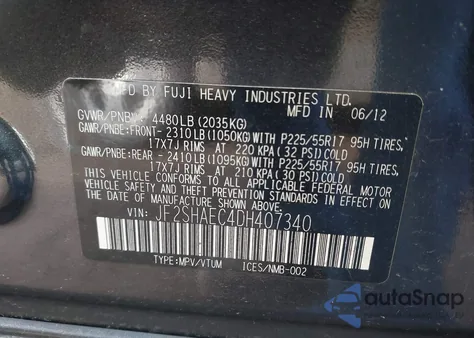 MFD BY FUJI HEAVY INDUSTRIES LTD.
MFD IN 06/12
GVWR/PNBV: 4480LB (2035KG)
GAWR/PNBE:FRONT- 2310LB(1050KG)WITH P225/55R17 95H TIRES,
17X7J RIMS AT 220 KPA(32 PSI)COLD
GAWR/PNBE:REAR - 2410LB(1095KG)WITH P225/55R17 95H TIRES,
17X7J RIMS AT 210 KPA(30 PSI)COLD
THIS VEHICLE CONFORMS TO ALL APPLICABLE FEDERAL MOTOR
VEHICLE SAFETY STANDARDS IN EFFECT ON
THE DATE OF MANUFACTURE SHOWN ABOVE.
VIN: JF2SHAEC4DH407340
TYPE:MPV/VTUM ICES/NMB-002
autoSnap